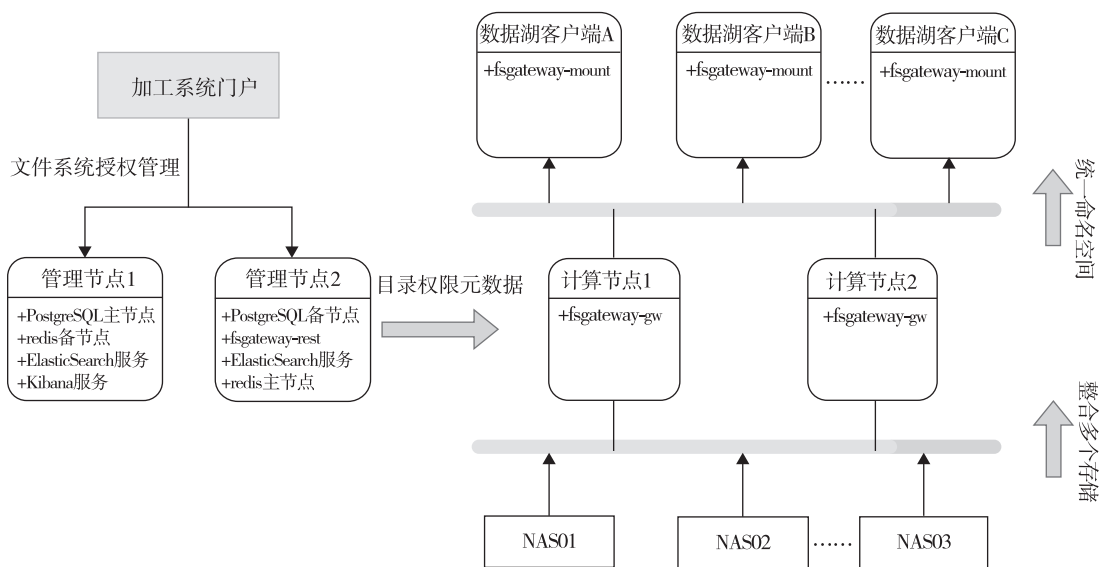 数据湖客户端A
+fsgateway-mount
数据湖客户端B
+fsgateway-mount
……
数据湖客户端C
+fsgateway-mount
加工系统门户
文件系统授权管理
统一命名空间
管理节点1
+PostgreSQL主节点
+redis备节点
+ElasticSearch服务
+Kibana服务
管理节点2
+PostgreSQL备节点
+fsgateway-rest
+ElasticSearch服务
+redis主节点
目录权限元数据
计算节点1
+fsgateway-gw
计算节点2
+fsgateway-gw
整合多个存储
NAS01
NAS02
……
NAS03